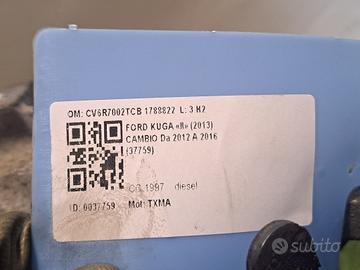 OM: CV6R7002TCB 1788822 L: 3 H2
FORD KUGA «II» (2013)
CAMBIO Da 2012 A 2016
(37759)
CC 1997 diesel
ID: 0037759 Mot: TXMA
subito